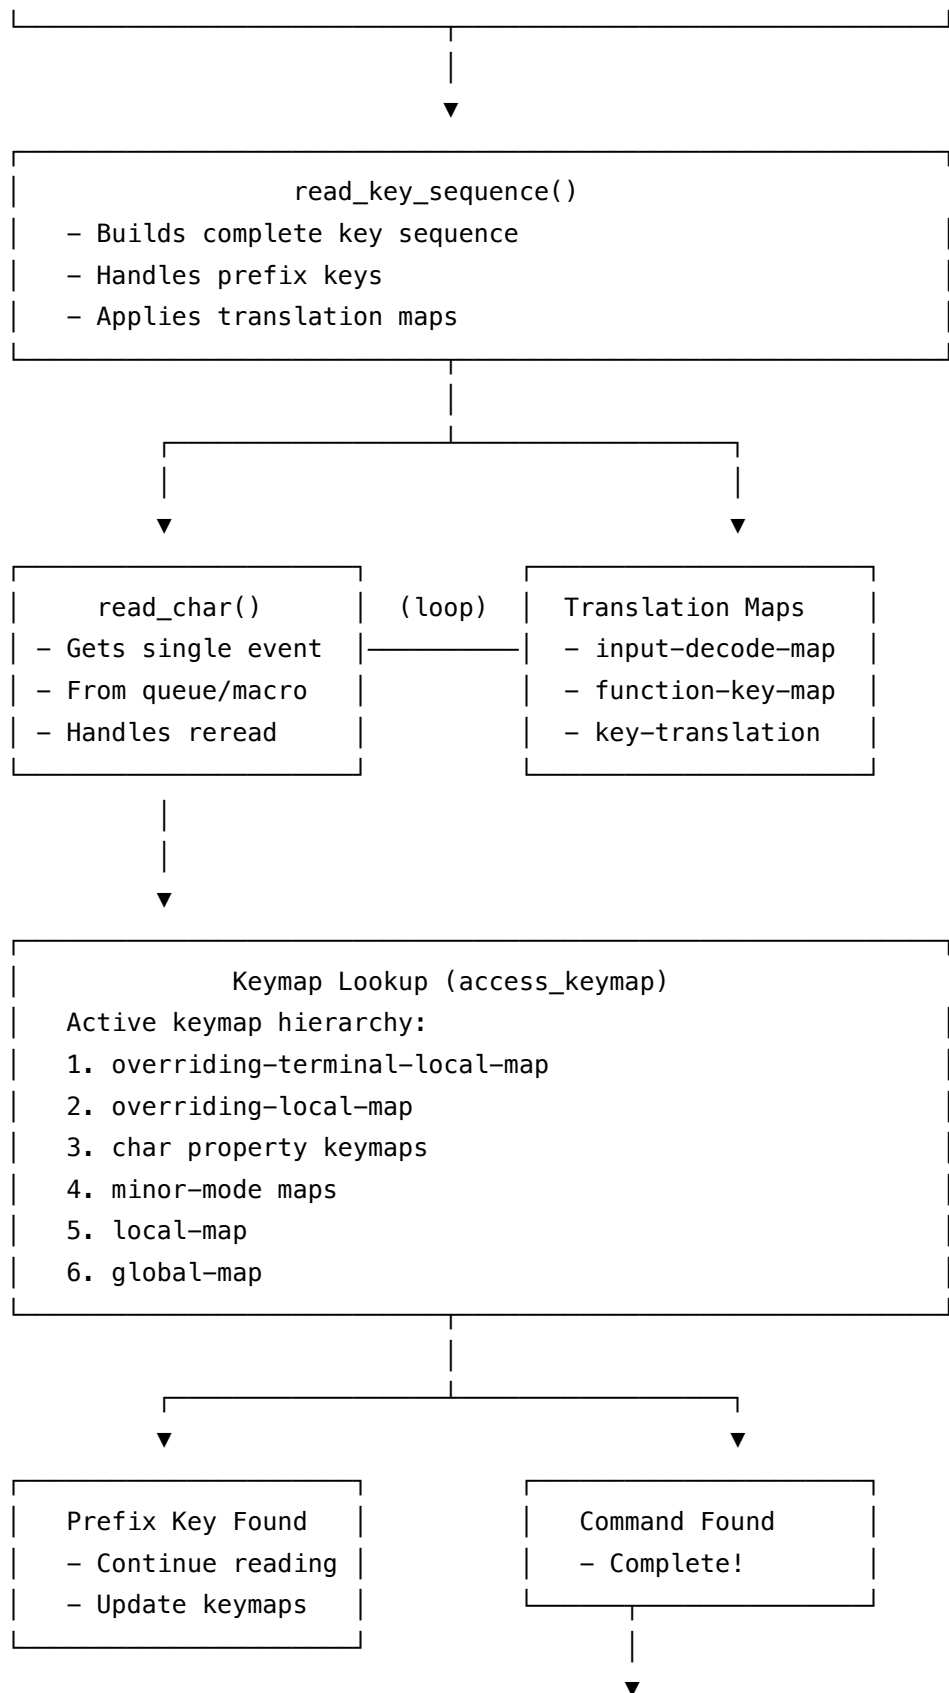 read_key_sequence()
- Builds complete key sequence
- Handles prefix keys
- Applies translation maps
read_char()
- Gets single event
- From queue/macro
- Handles reread
(loop)
Translation Maps
- input-decode-map
- function-key-map
- key-translation
Keymap Lookup (access_keymap)
Active keymap hierarchy:
1. overriding-terminal-local-map
2. overriding-local-map
3. char property keymaps
4. minor-mode maps
5. local-map
6. global-map
Prefix Key Found
- Continue reading
- Update keymaps
Command Found
- Complete!